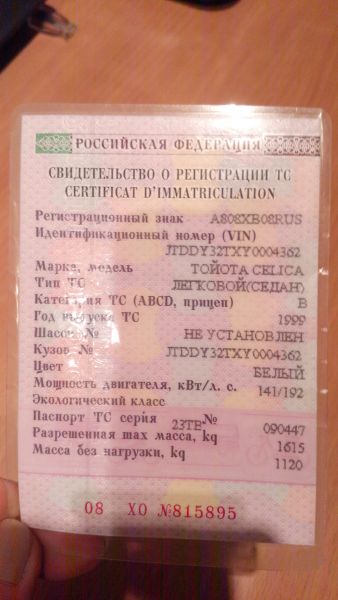 РОССИЙСКАЯ ФЕДЕРАЦИЯ
СВИДЕТЕЛЬСТВО О РЕГИСТРАЦИИ ТС
CERTIFICAT D'IMMATRICULATION
Регистрационный знак А808ХВ08RUS
Идентификационный номер (VIN)
JTDDY32TXY0004362
Марка, модель ТОЙОТА CELICA
Тип ТС ЛЕГКОВОЙ(СЕДАН)
Категория ТС (ABCD, прицеп) В
Год выпуска ТС 1999
Шасси № НЕ УСТАНОВЛЕН
Кузов № JTDDY32TXY0004362
Цвет БЕЛЫЙ
Мощность двигателя, кВт/л. с. 141/192
Экологический класс
Паспорт ТС серия 23ТЕ № 090447
Разрешенная max масса, kg 1615
Масса без нагрузки, kg 1120
08 ХО №815895